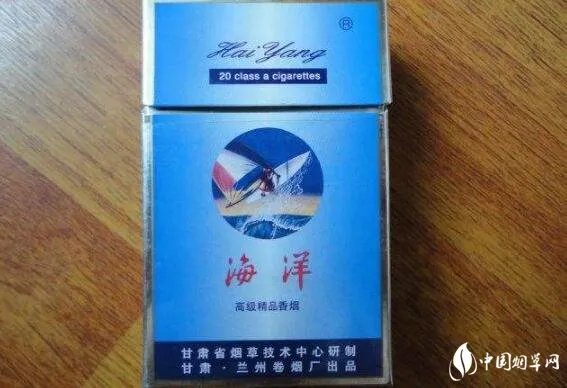 Hai Yang ®
20 class a cigarettes
海洋
高级精品香烟
甘肃省烟草技术中心研制
甘肃·兰州卷烟厂出品
中国烟草网